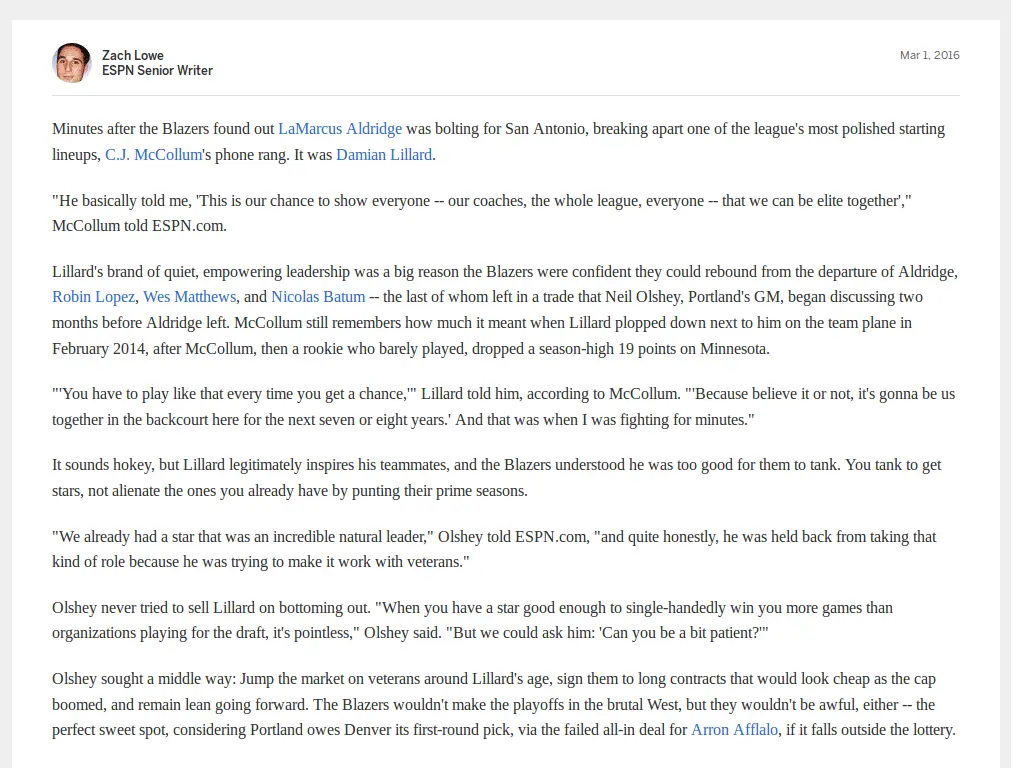 Zach Lowe
ESPN Senior Writer
Mar 1, 2016
Minutes after the Blazers found out LaMarcus Aldridge was bolting for San Antonio, breaking apart one of the league's most polished starting
lineups, C.J. McCollum's phone rang. It was Damian Lillard.
"He basically told me, 'This is our chance to show everyone -- our coaches, the whole league, everyone -- that we can be elite together',"
McCollum told ESPN.com.
Lillard's brand of quiet, empowering leadership was a big reason the Blazers were confident they could rebound from the departure of Aldridge,
Robin Lopez, Wes Matthews, and Nicolas Batum -- the last of whom left in a trade that Neil Olshey, Portland's GM, began discussing two
months before Aldridge left. McCollum still remembers how much it meant when Lillard plopped down next to him on the team plane in
February 2014, after McCollum, then a rookie who barely played, dropped a season-high 19 points on Minnesota.
"'You have to play like that every time you get a chance,'" Lillard told him, according to McCollum. "'Because believe it or not, it's gonna be us
together in the backcourt here for the next seven or eight years.' And that was when I was fighting for minutes."
It sounds hokey, but Lillard legitimately inspires his teammates, and the Blazers understood he was too good for them to tank. You tank to get
stars, not alienate the ones you already have by punting their prime seasons.
"We already had a star that was an incredible natural leader," Olshey told ESPN.com, "and quite honestly, he was held back from taking that
kind of role because he was trying to make it work with veterans."
Olshey never tried to sell Lillard on bottoming out. "When you have a star good enough to single-handedly win you more games than
organizations playing for the draft, it's pointless," Olshey said. "But we could ask him: 'Can you be a bit patient?'"
Olshey sought a middle way: Jump the market on veterans around Lillard's age, sign them to long contracts that would look cheap as the cap
boomed, and remain lean going forward. The Blazers wouldn't make the playoffs in the brutal West, but they wouldn't be awful, either -- the
perfect sweet spot, considering Portland owes Denver its first-round pick, via the failed all-in deal for Arron Afflalo, if it falls outside the lottery.